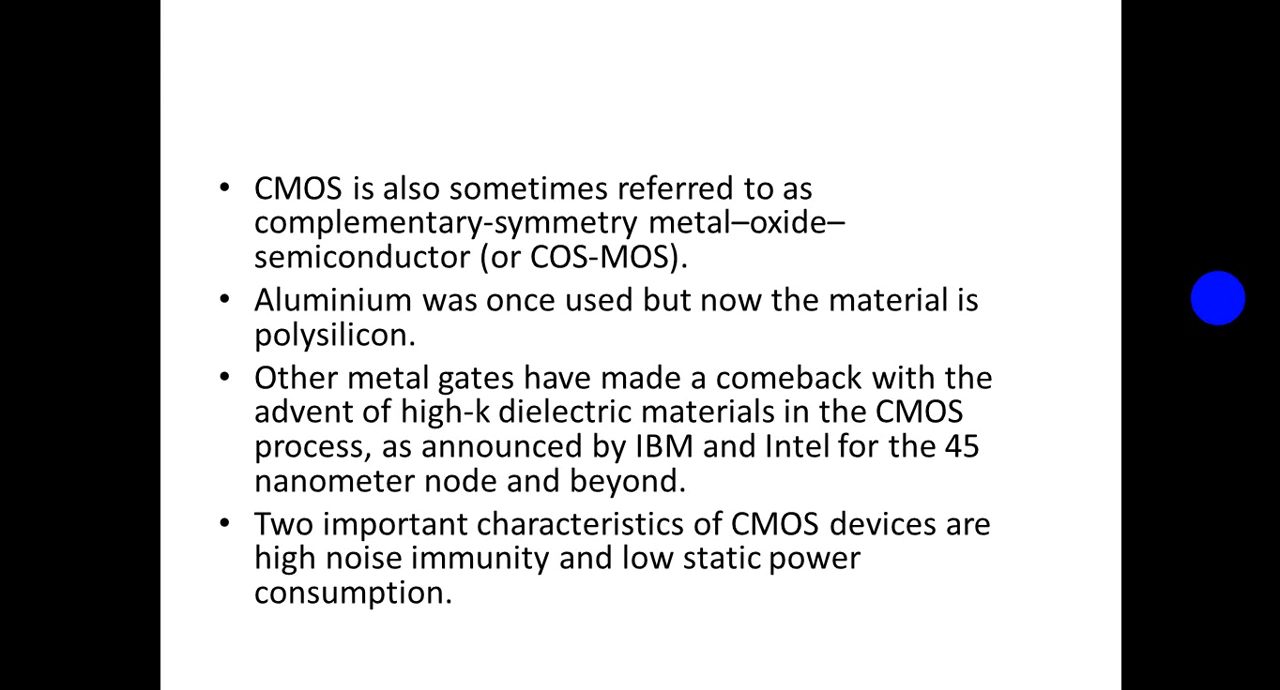 • CMOS is also sometimes referred to as
complementary-symmetry metal–oxide–
semiconductor (or COS-MOS).
• Aluminium was once used but now the material is
polysilicon.
• Other metal gates have made a comeback with the
advent of high-k dielectric materials in the CMOS
process, as announced by IBM and Intel for the 45
nanometer node and beyond.
• Two important characteristics of CMOS devices are
high noise immunity and low static power
consumption.